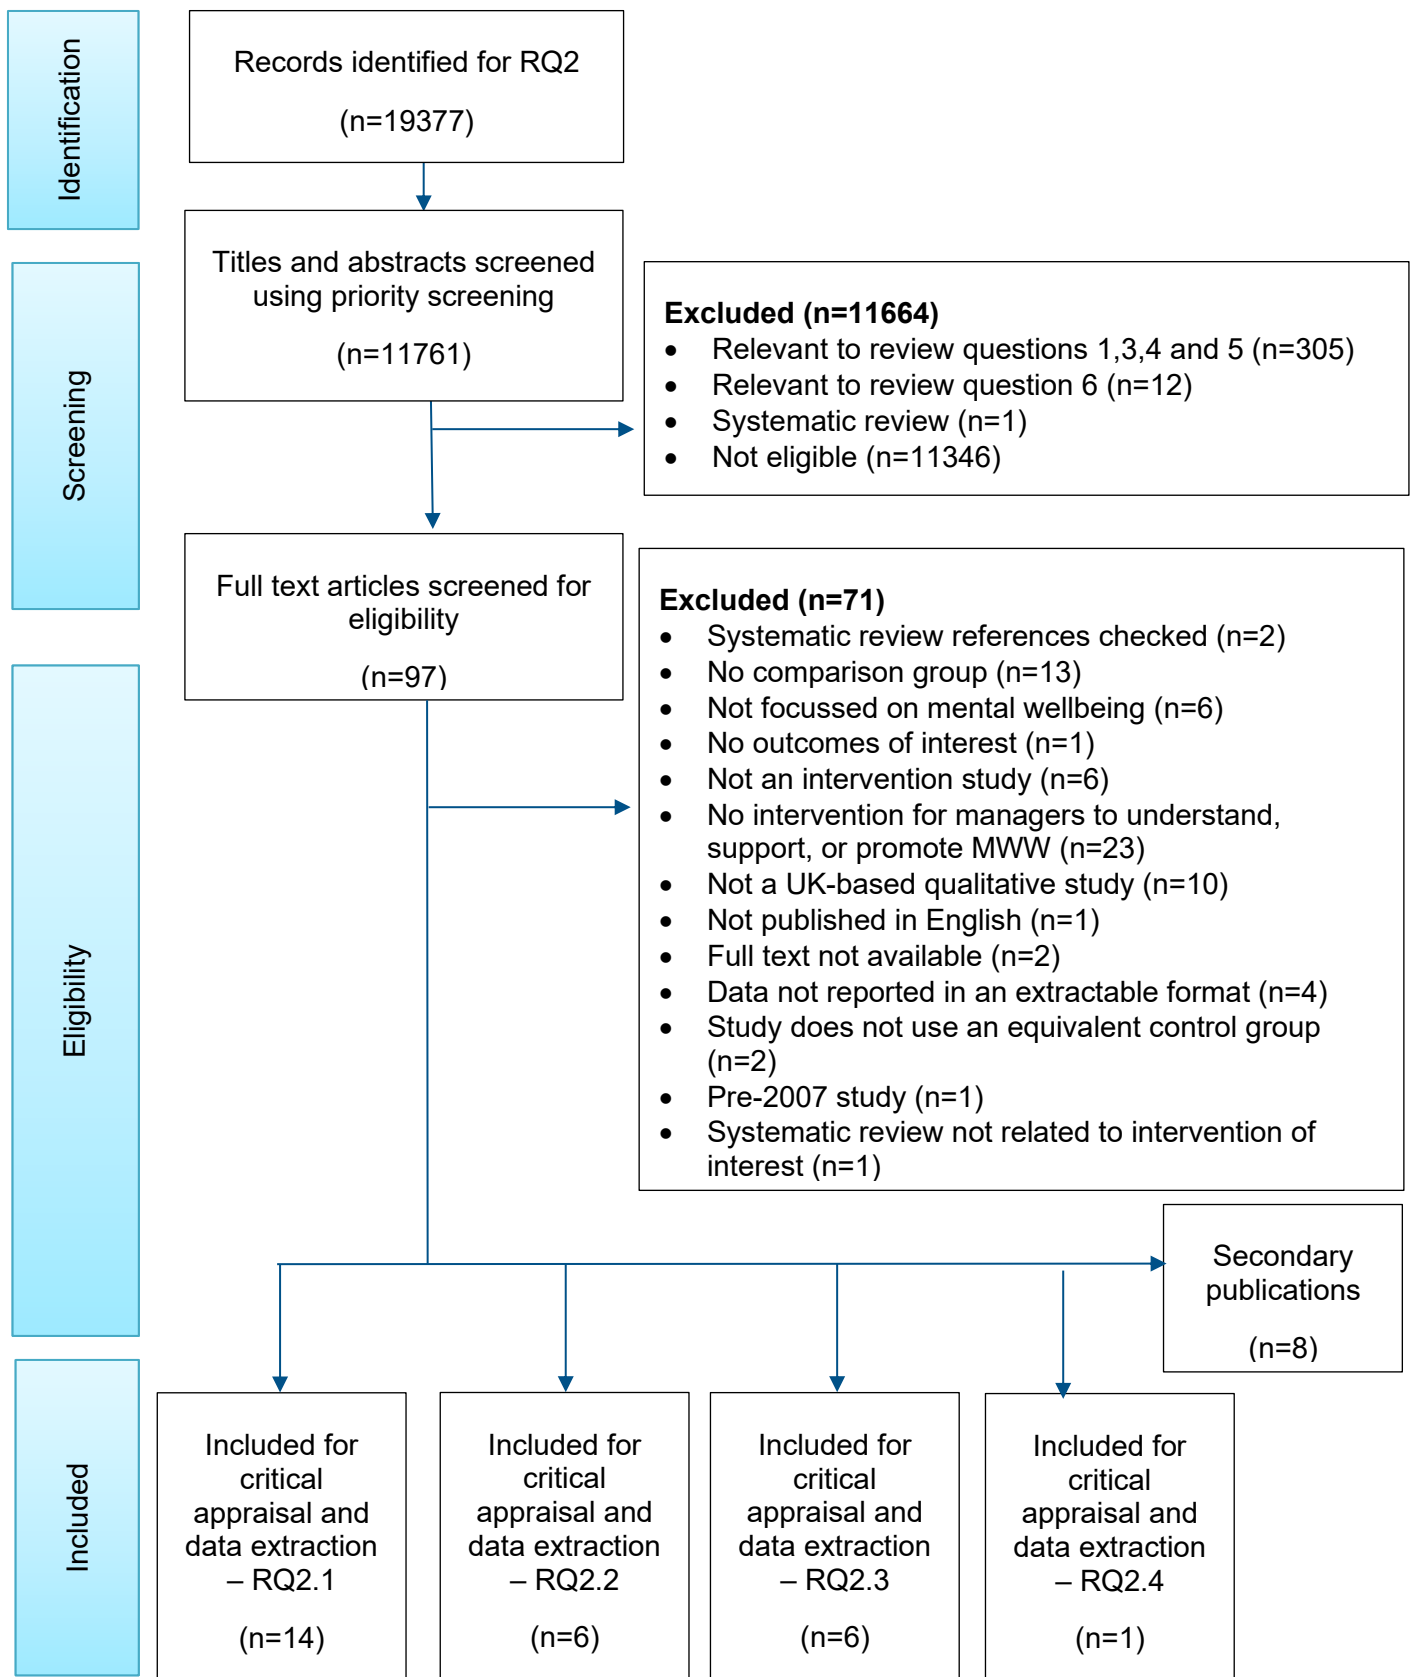 Identification
Records identified for RQ2
(n=19377)
Screening
Titles and abstracts screened
using priority screening
(n=11761)
Excluded (n=11664)
• Relevant to review questions 1,3,4 and 5 (n=305)
• Relevant to review question 6 (n=12)
• Systematic review (n=1)
• Not eligible (n=11346)
Full text articles screened for
eligibility
(n=97)
Eligibility
Excluded (n=71)
• Systematic review references checked (n=2)
• No comparison group (n=13)
• Not focussed on mental wellbeing (n=6)
• No outcomes of interest (n=1)
• Not an intervention study (n=6)
• No intervention for managers to understand,
support, or promote MWW (n=23)
• Not a UK-based qualitative study (n=10)
• Not published in English (n=1)
• Full text not available (n=2)
• Data not reported in an extractable format (n=4)
• Study does not use an equivalent control group
(n=2)
• Pre-2007 study (n=1)
• Systematic review not related to intervention of
interest (n=1)
Secondary
publications
(n=8)
Included
Included for
critical
appraisal and
data extraction
– RQ2.1
(n=14)
Included for
critical
appraisal and
data extraction
– RQ2.2
(n=6)
Included for
critical
appraisal and
data extraction
– RQ2.3
(n=6)
Included for
critical
appraisal and
data extraction
– RQ2.4
(n=1)